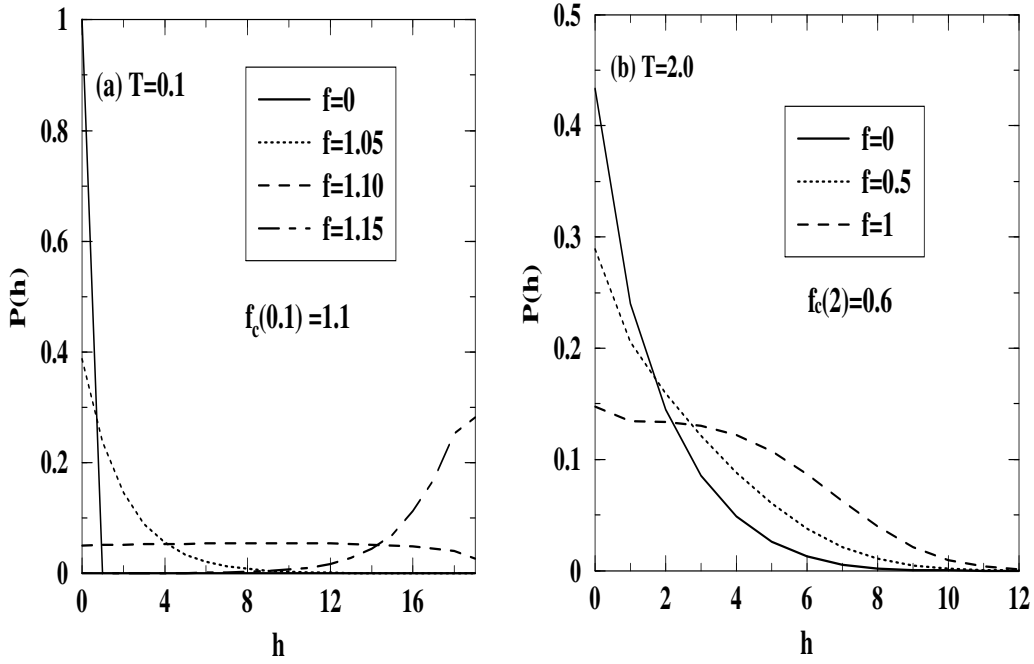 (a) T=0.1
f=0
f=1.05
f=1.10
f=1.15
f_c(0.1) =1.1
P(h)
1
0.8
0.6
0.4
0.2
0
0 4 8 12 16
h
(b) T=2.0
f=0
f=0.5
f=1
f_c(2)=0.6
P(h)
0.5
0.4
0.3
0.2
0.1
0
0 2 4 6 8 10 12
h